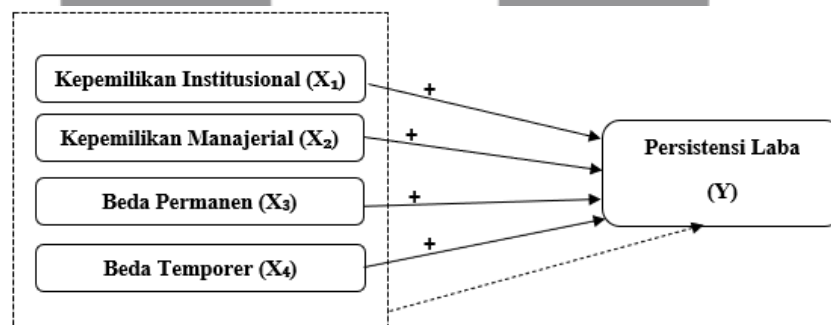 Kepemilikan Institusional (X₁)
+
Kepemilikan Manajerial (X₂)
+
Persistensi Laba
(Y)
Beda Permanen (X₃)
+
Beda Temporer (X₄)
+